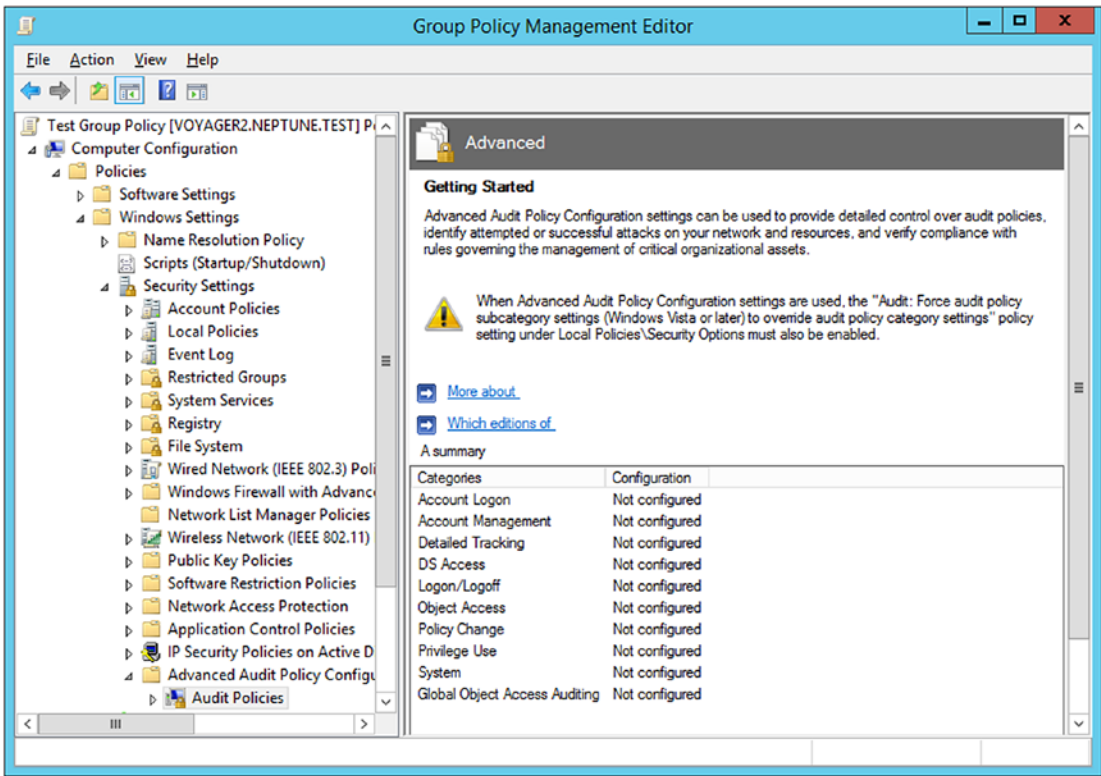 Group Policy Management Editor
File Action View Help
Test Group Policy [VOYAGER2.NEPTUNE.TEST]
Computer Configuration
Policies
Software Settings
Windows Settings
Name Resolution Policy
Scripts (Startup/Shutdown)
Security Settings
Account Policies
Local Policies
Event Log
Restricted Groups
System Services
Registry
File System
Wired Network (IEEE 802.3) Poli
Windows Firewall with Advanc
Network List Manager Policies
Wireless Network (IEEE 802.11)
Public Key Policies
Software Restriction Policies
Network Access Protection
Application Control Policies
IP Security Policies on Active D
Advanced Audit Policy Configu
Audit Policies
Advanced
Getting Started
Advanced Audit Policy Configuration settings can be used to provide detailed control over audit policies,
identify attempted or successful attacks on your network and resources, and verify compliance with
rules governing the management of critical organizational assets.
When Advanced Audit Policy Configuration settings are used, the "Audit: Force audit policy
subcategory settings (Windows Vista or later) to override audit policy category settings" policy
setting under Local Policies\Security Options must also be enabled.
More about
Which editions of
A summary
Categories Configuration
Account Logon Not configured
Account Management Not configured
Detailed Tracking Not configured
DS Access Not configured
Logon/Logoff Not configured
Object Access Not configured
Policy Change Not configured
Privilege Use Not configured
System Not configured
Global Object Access Auditing Not configured